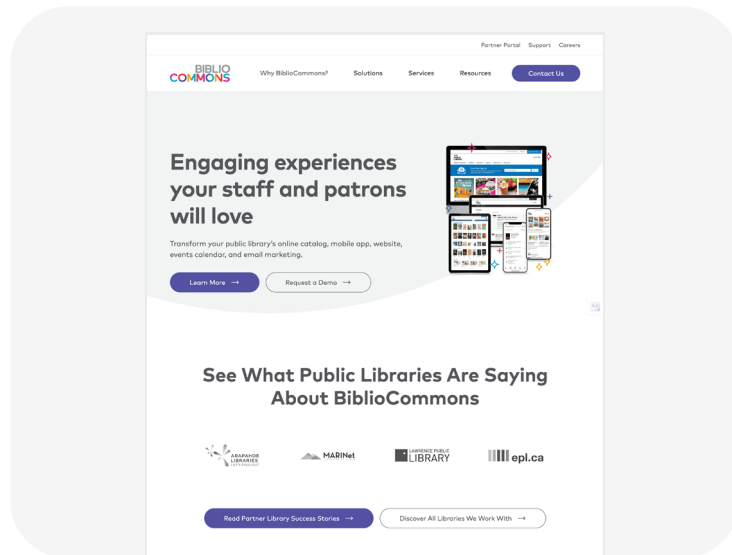 Partner Portal Support Careers
BIBLIO
COMMONS
Why BiblioCommons? Solutions Services Resources Contact Us
Engaging experiences
your staff and patrons
will love
Transform your public library's online catalog, mobile app, website,
events calendar, and email marketing.
Learn More → Request a Demo →
See What Public Libraries Are Saying
About BiblioCommons
ARAPAHOE
LIBRARIES
MARINet
LAWRENCE PUBLIC
LIBRARY
epl.ca
Read Partner Library Success Stories → Discover All Libraries We Work With →